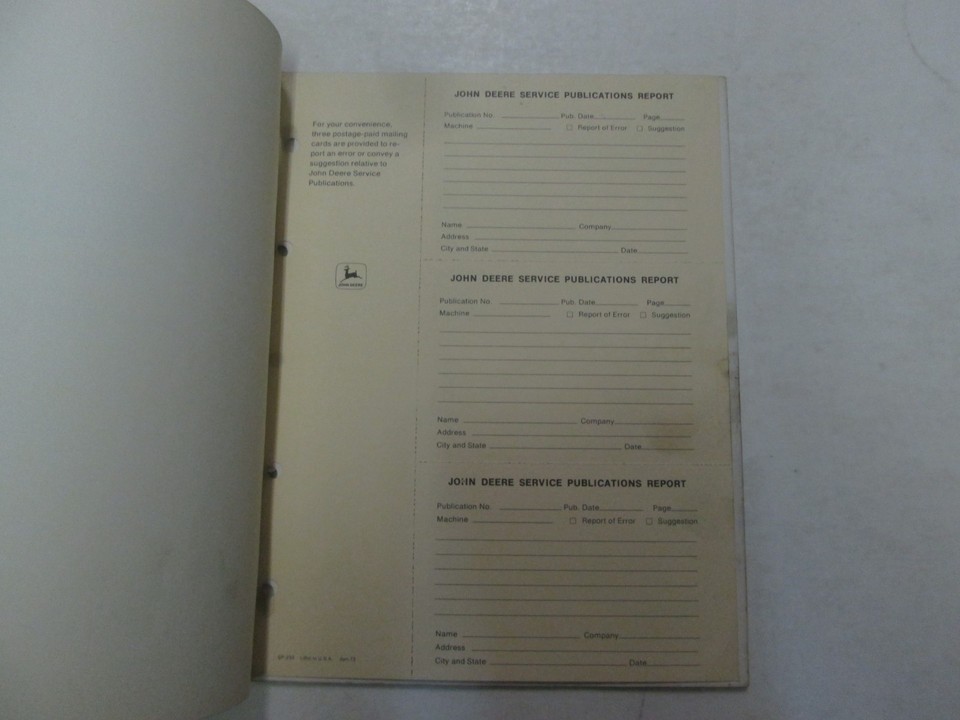 For your convenience,
three postage-paid mailing
cards are provided to re-
port an error or convey a
suggestion relative to
John Deere Service
Publications.
JOHN DEERE
JOHN DEERE SERVICE PUBLICATIONS REPORT
Publication No. Pub. Date Page
Machine Report of Error Suggestion
Name Company
Address
City and State Date
JOHN DEERE SERVICE PUBLICATIONS REPORT
Publication No. Pub. Date Page
Machine Report of Error Suggestion
Name Company
Address
City and State Date
JOHN DEERE SERVICE PUBLICATIONS REPORT
Publication No. Pub. Date Page
Machine Report of Error Suggestion
Name Company
Address
City and State Date